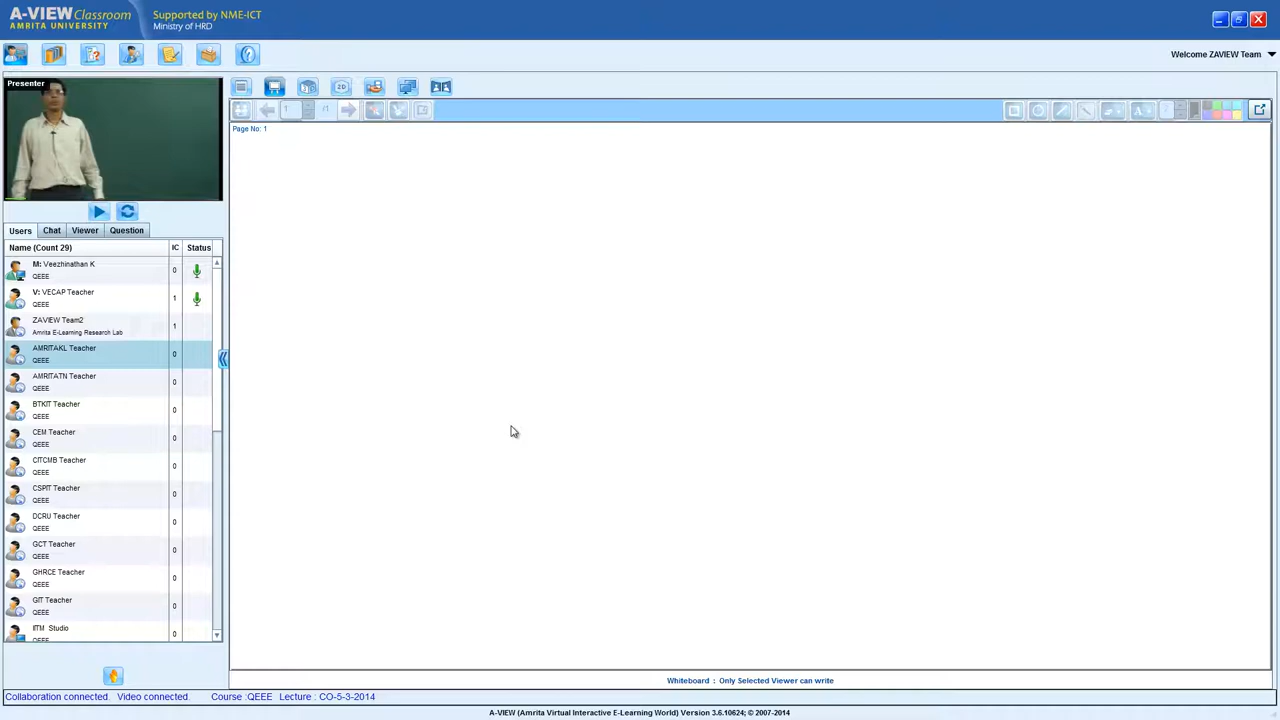 A-VIEW Classroom
AMRITA UNIVERSITY
Supported by NME-ICT
Ministry of HRD
Welcome ZAVIEW Team
Presenter
1
/1
Page No: 1
Users
Chat
Viewer
Question
Name (Count 29)
IC
Status
M: Veezhinathan K
QEEE
0
V: VECAP Teacher
QEEE
1
ZAVIEW Team2
Amrita E-Learning Research Lab
1
AMRITAKL Teacher
QEEE
0
AMRITATN Teacher
QEEE
0
BTKIT Teacher
QEEE
0
CEM Teacher
QEEE
0
CITCMB Teacher
QEEE
0
CSPIT Teacher
QEEE
0
DCRU Teacher
QEEE
0
GCT Teacher
QEEE
0
GHRCE Teacher
QEEE
0
GIT Teacher
QEEE
0
IITM Studio
QEEE
0
Whiteboard : Only Selected Viewer can write
Collaboration connected. Video connected. Course :QEEE Lecture : CO-5-3-2014
A-VIEW (Amrita Virtual Interactive E-Learning World) Version 3.6.10624; © 2007-2014